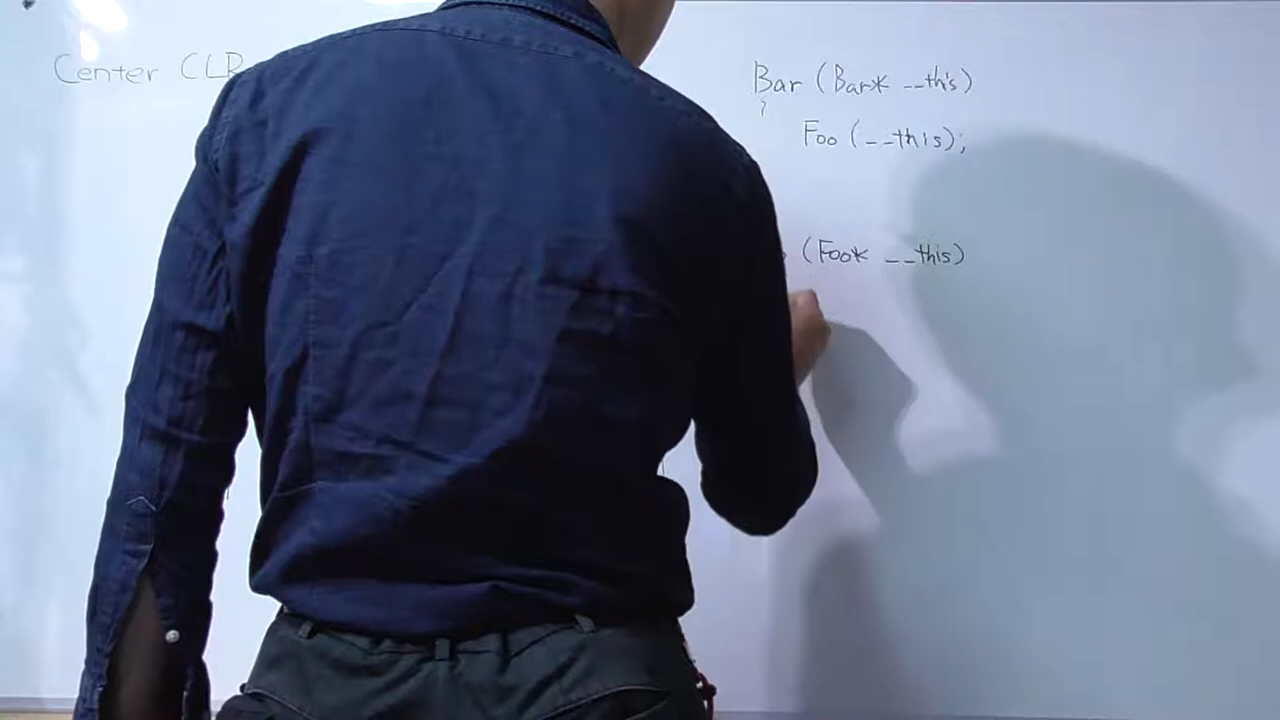 Center CLR
Bar (Bar* __this)
{
Foo (__this);
(Foo* __this)